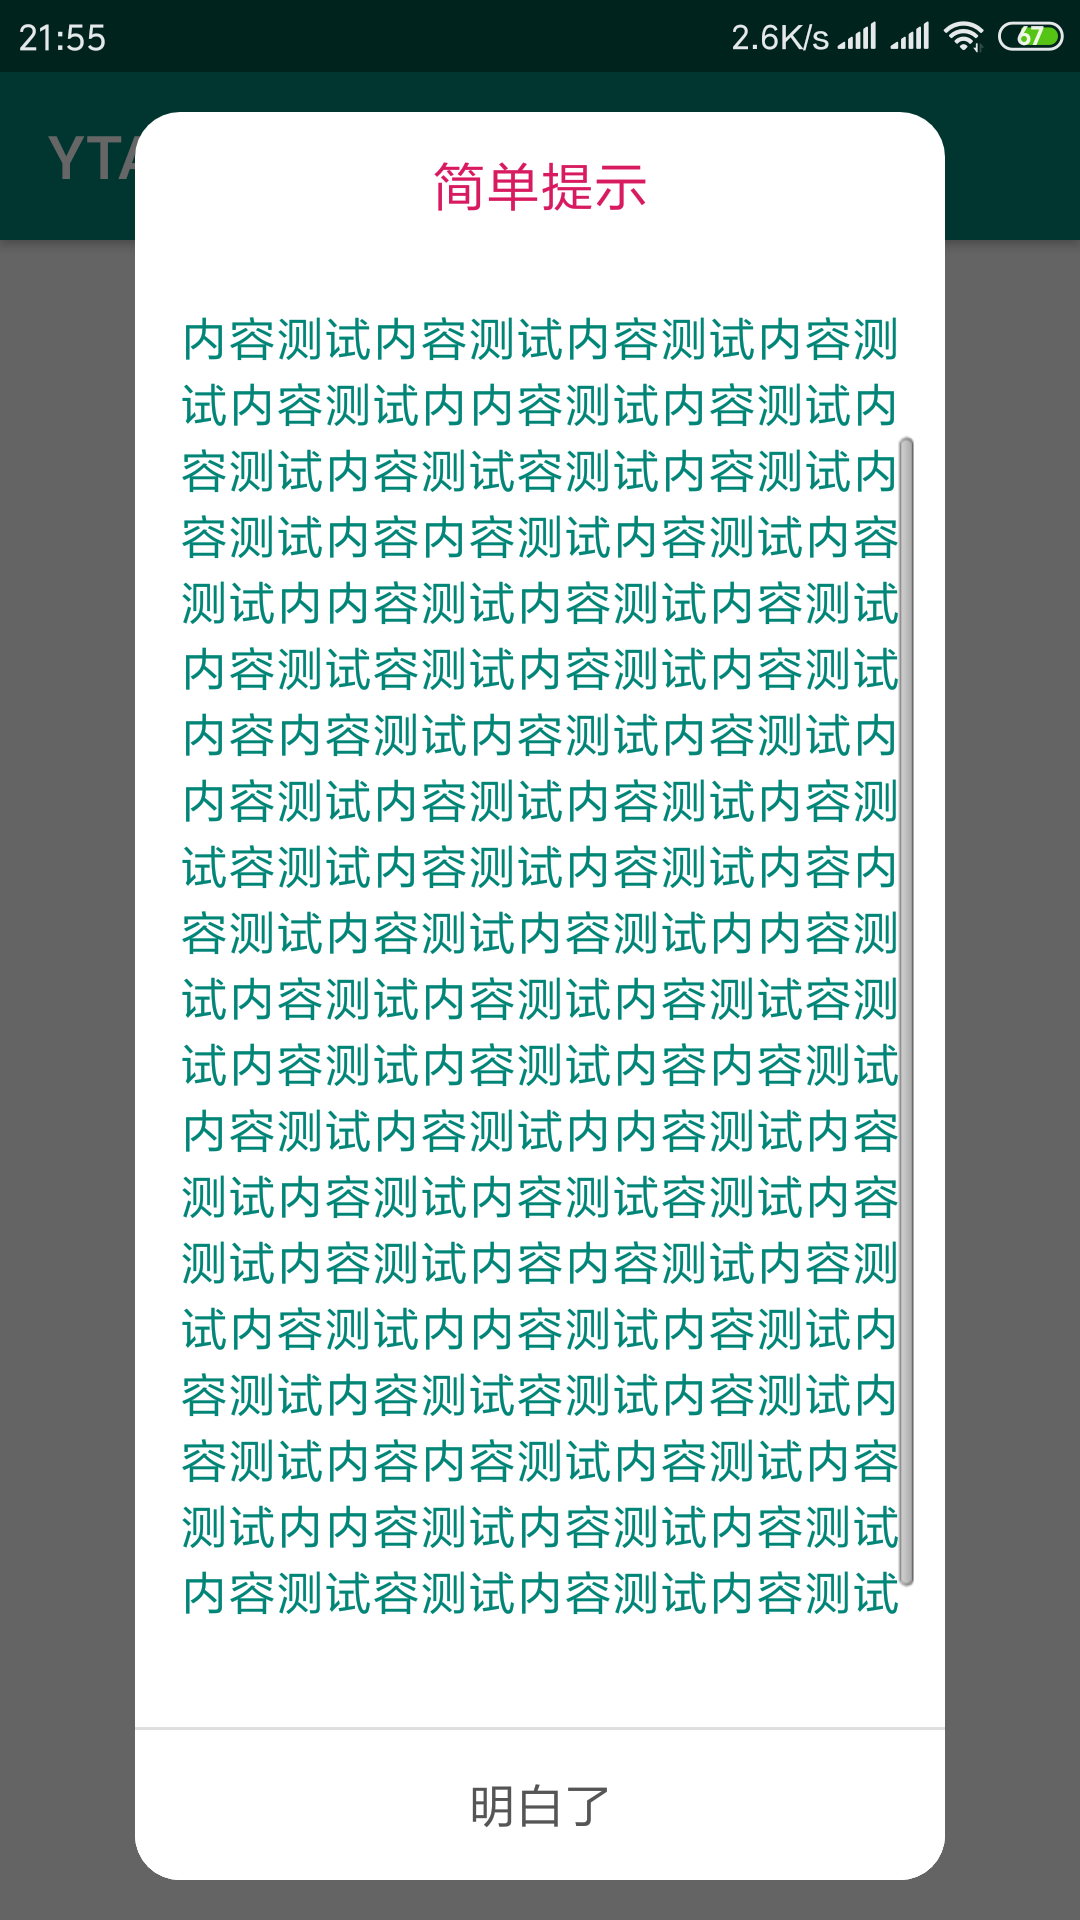 21:55
2.6K/s
67
YTA
简单提示
内容测试内容测试内容测试内容测
试内容测试内内容测试内容测试内
容测试内容测试容测试内容测试内
容测试内容内容测试内容测试内容
测试内内容测试内容测试内容测试
内容测试容测试内容测试内容测试
内容内容测试内容测试内容测试内
内容测试内容测试内容测试内容测
试容测试内容测试内容测试内容内
容测试内容测试内容测试内内容测
试内容测试内容测试内容测试容测
试内容测试内容测试内容内容测试
内容测试内容测试内内容测试内容
测试内容测试内容测试容测试内容
测试内容测试内容内容测试内容测
试内容测试内内容测试内容测试内
容测试内容测试容测试内容测试内
容测试内容内容测试内容测试内容
测试内内容测试内容测试内容测试
内容测试容测试内容测试内容测试
明白了